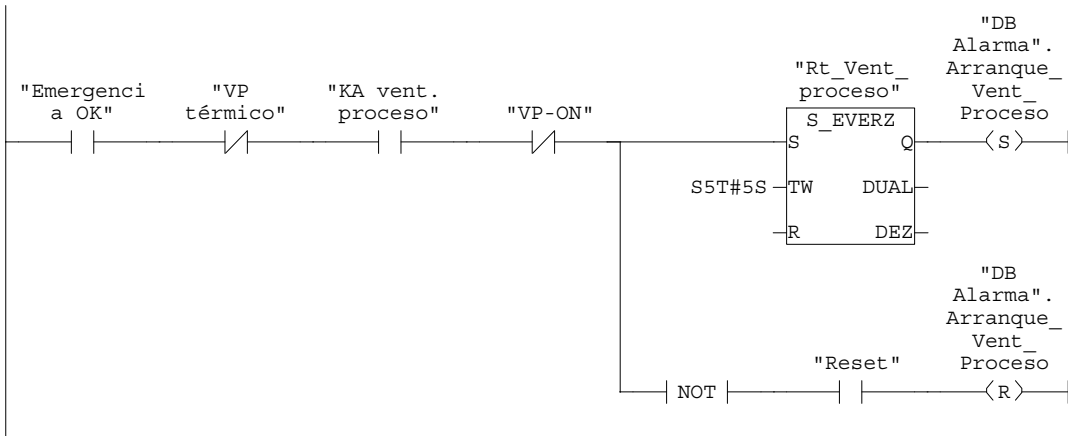 "Emergenci
a OK"
"VP
térmico"
"KA vent.
proceso"
"VP-ON"
"Rt_Vent_
proceso"
S_EVERZ
S
Q
S5T#5S
TW
DUAL
R
DEZ
"DB
Alarma".
Arranque_
Vent_
Proceso
S
NOT
"Reset"
"DB
Alarma".
Arranque_
Vent_
Proceso
R